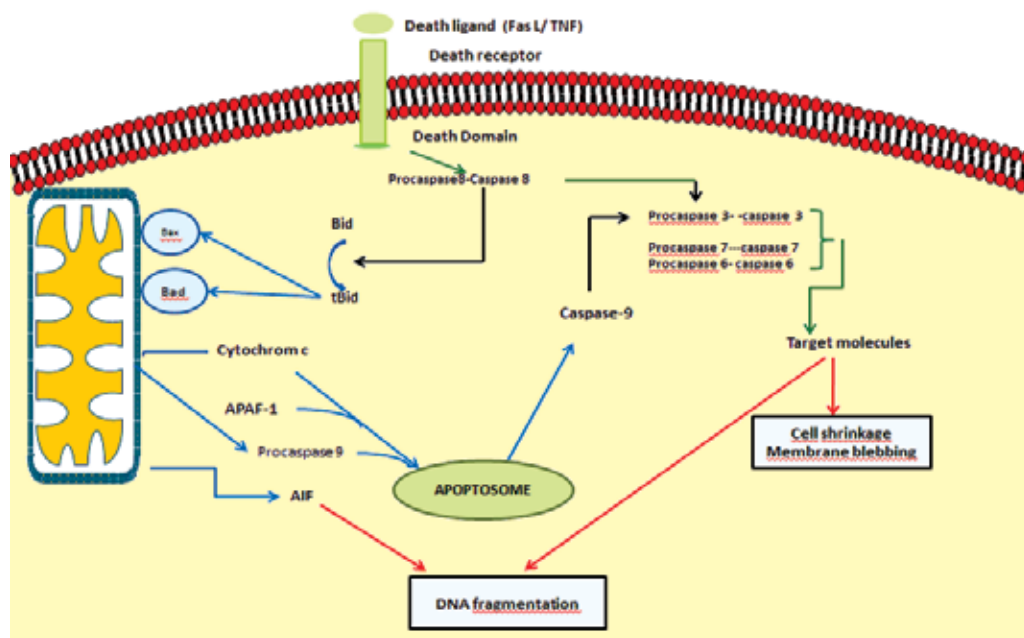 Death ligand (Fas L/ TNF)
Death receptor
Death Domain
Procaspase8-Caspase 8
Bax
Bid
Procaspase 3- -caspase 3
Procaspase 7---caspase 7
Procaspase 6- caspase 6
Bad
tBid
Caspase-9
Cytochrom c
Target molecules
APAF-1
Cell shrinkage
Membrane blebbing
Procaspase 9
APOPTOSOME
AIF
DNA fragmentation